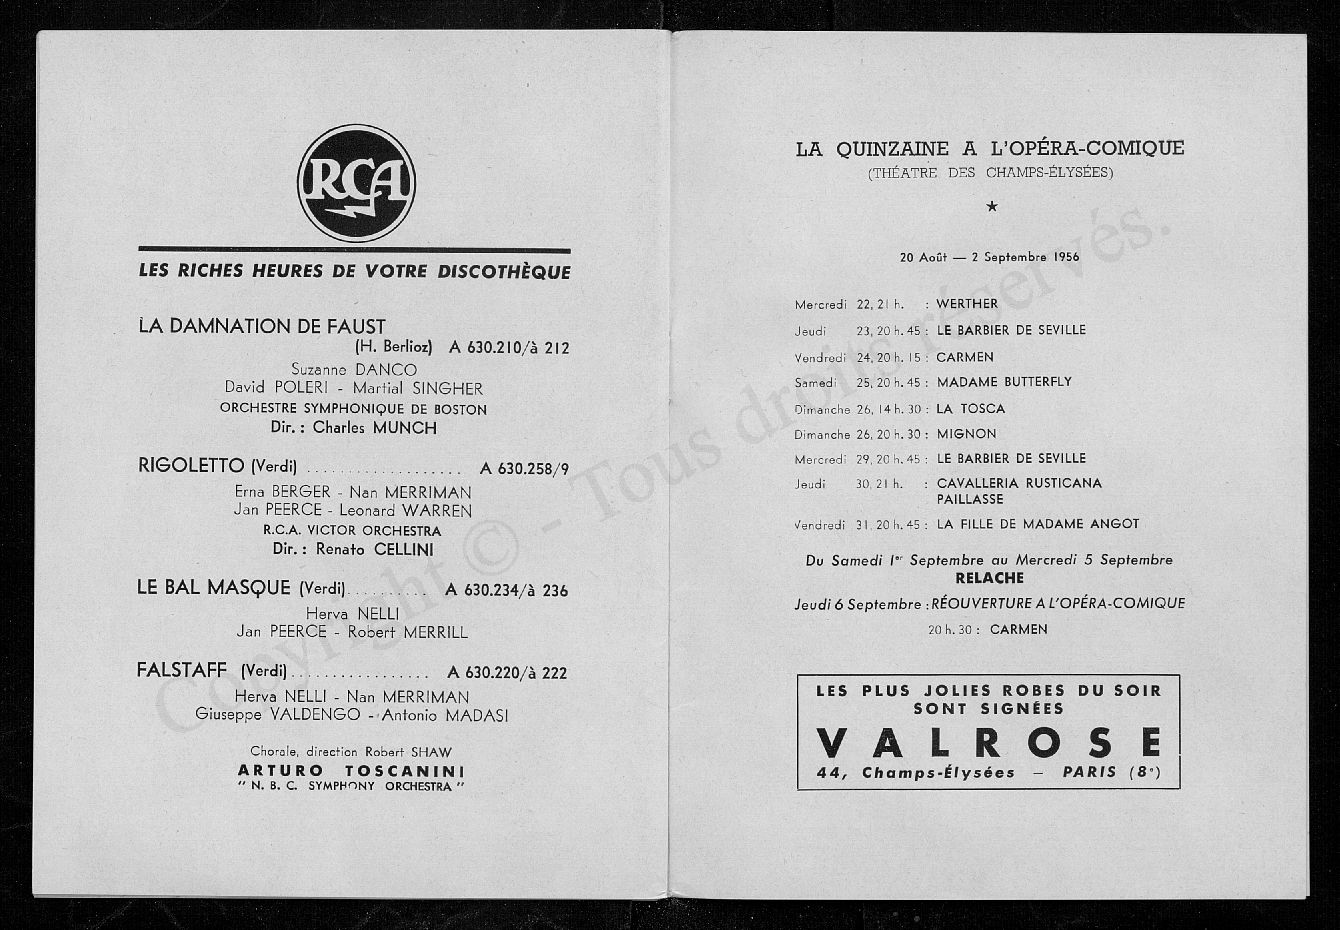 RCA
LES RICHES HEURES DE VOTRE DISCOTHÈQUE
LA DAMNATION DE FAUST
(H. Berlioz) A 630.210/à 212
Suzanne DANCO
David POLERI - Martial SINGHER
ORCHESTRE SYMPHONIQUE DE BOSTON
Dir. : Charles MUNCH
RIGOLETTO (Verdi) ................... A 630.258/9
Erna BERGER - Nan MERRIMAN
Jan PEERCE - Leonard WARREN
R.C.A. VICTOR ORCHESTRA
Dir. : Renato CELLINI
LE BAL MASQUE (Verdi).......... A 630.234/à 236
Herva NELLI
Jan PEERCE - Robert MERRILL
FALSTAFF (Verdi)................. A 630.220/à 222
Herva NELLI - Nan MERRIMAN
Giuseppe VALDENGO - Antonio MADASI
Chorale, direction Robert SHAW
ARTURO TOSCANINI
" N. B. C. SYMPHONY ORCHESTRA "
LA QUINZAINE A L'OPÉRA-COMIQUE
(THÉATRE DES CHAMPS-ÉLYSÉES)
★
20 Août — 2 Septembre 1956
Mercredi 22, 21 h. : WERTHER
Jeudi 23, 20 h. 45 : LE BARBIER DE SEVILLE
Vendredi 24, 20 h. 15 : CARMEN
Samedi 25, 20 h. 45 : MADAME BUTTERFLY
Dimanche 26, 14 h. 30 : LA TOSCA
Dimanche 26, 20 h. 30 : MIGNON
Mercredi 29, 20 h. 45 : LE BARBIER DE SEVILLE
Jeudi 30, 21 h. : CAVALLERIA RUSTICANA
PAILLASSE
Vendredi 31, 20 h. 45 : LA FILLE DE MADAME ANGOT
Du Samedi 1er Septembre au Mercredi 5 Septembre
RELACHE
Jeudi 6 Septembre : RÉOUVERTURE A L'OPÉRA-COMIQUE
20 h. 30 : CARMEN
LES PLUS JOLIES ROBES DU SOIR
SONT SIGNÉES
VALROSE
44, Champs-Élysées — PARIS (8e)
Copyright © - Tous droits réservés.